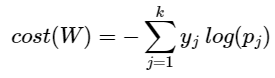 cost(W) = − ∑_{j=1}^{k} y_j log(p_j)